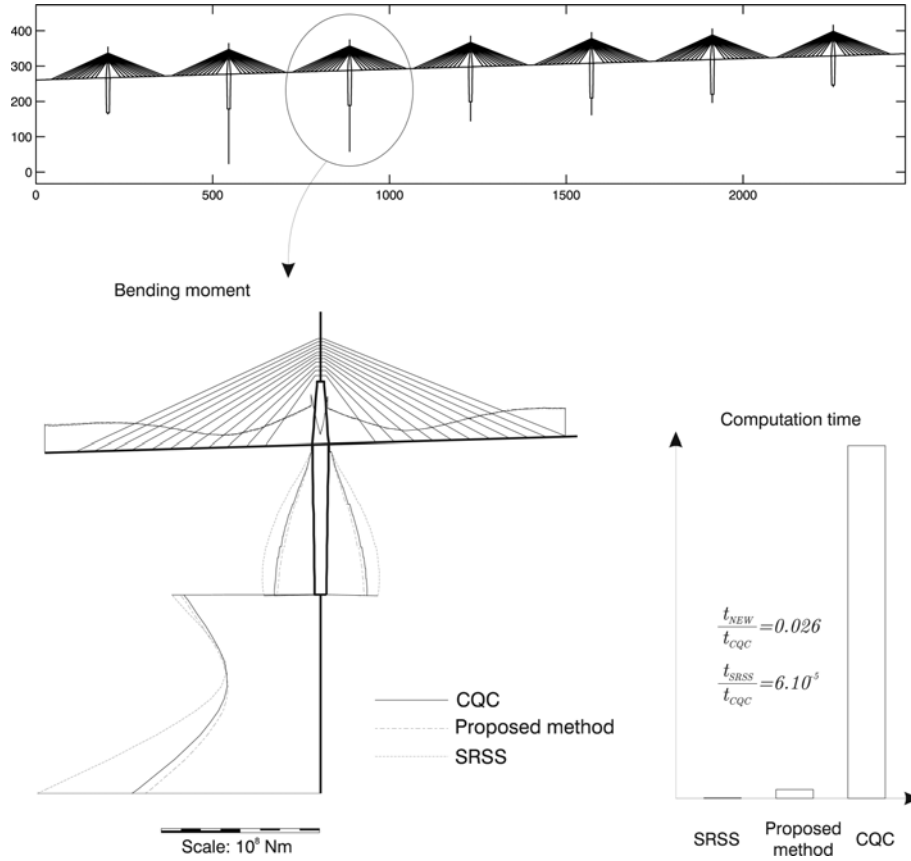 400
300
200
100
0
0 500 1000 1500 2000
Bending moment
Computation time
t_NEW / t_CQC = 0.026
t_SRSS / t_CQC = 6.10^-5
CQC
Proposed method
SRSS
Scale: 10^8 Nm
SRSS Proposed method CQC